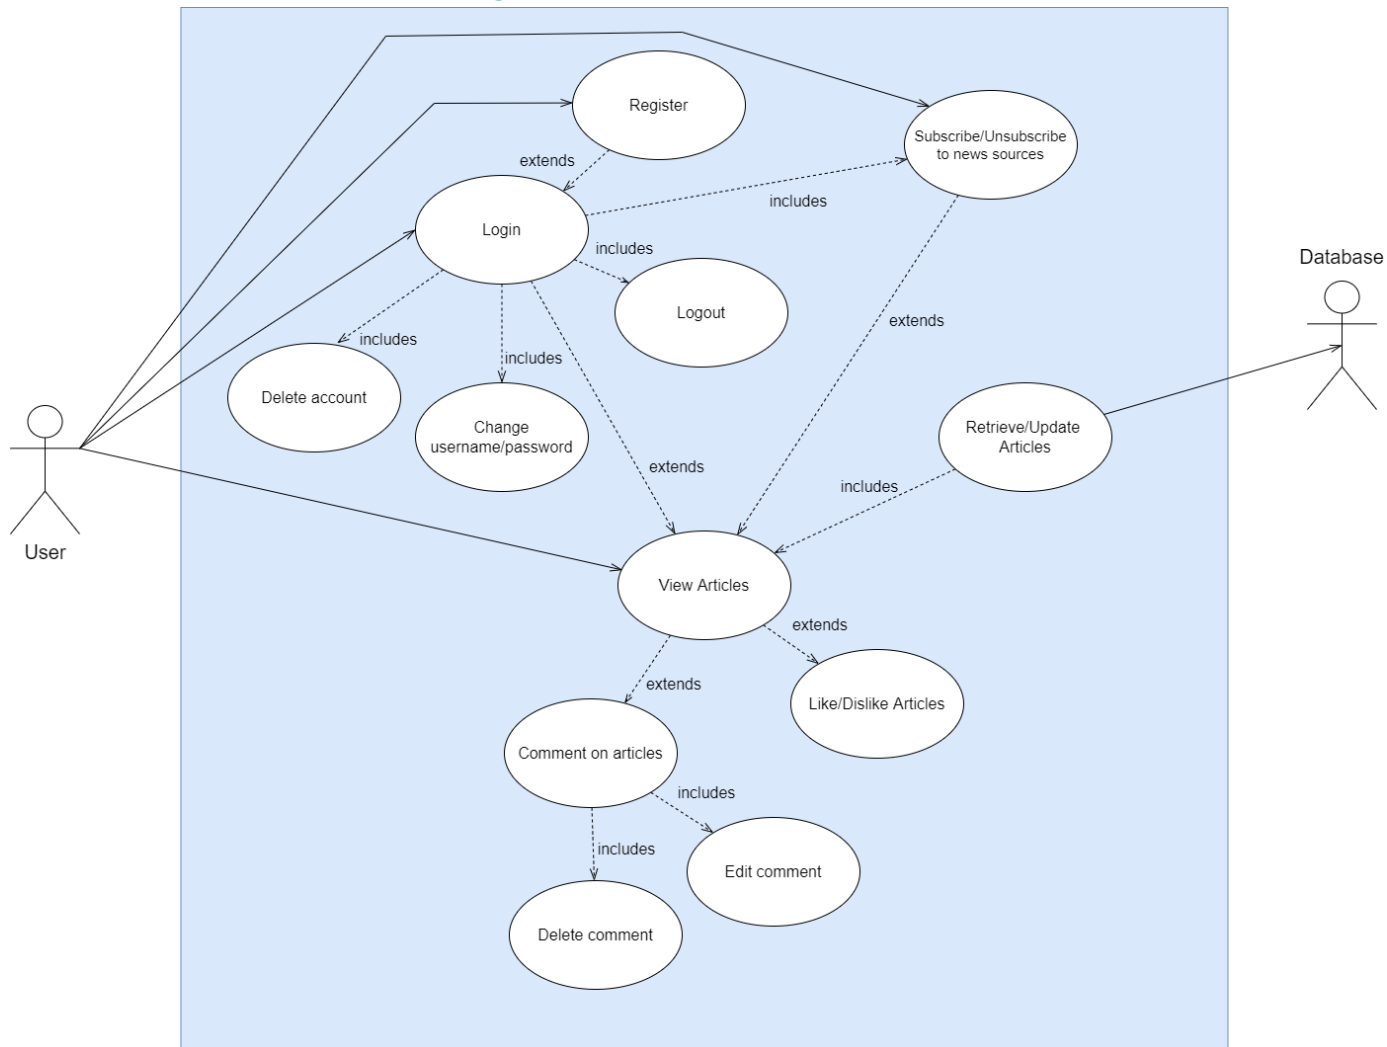 Register
Subscribe/Unsubscribe
to news sources
extends
includes
Login
includes
Database
Logout
extends
includes
includes
Delete account
Change
username/password
Retrieve/Update
Articles
extends
includes
User
View Articles
extends
extends
Like/Dislike Articles
Comment on articles
includes
includes
Edit comment
Delete comment